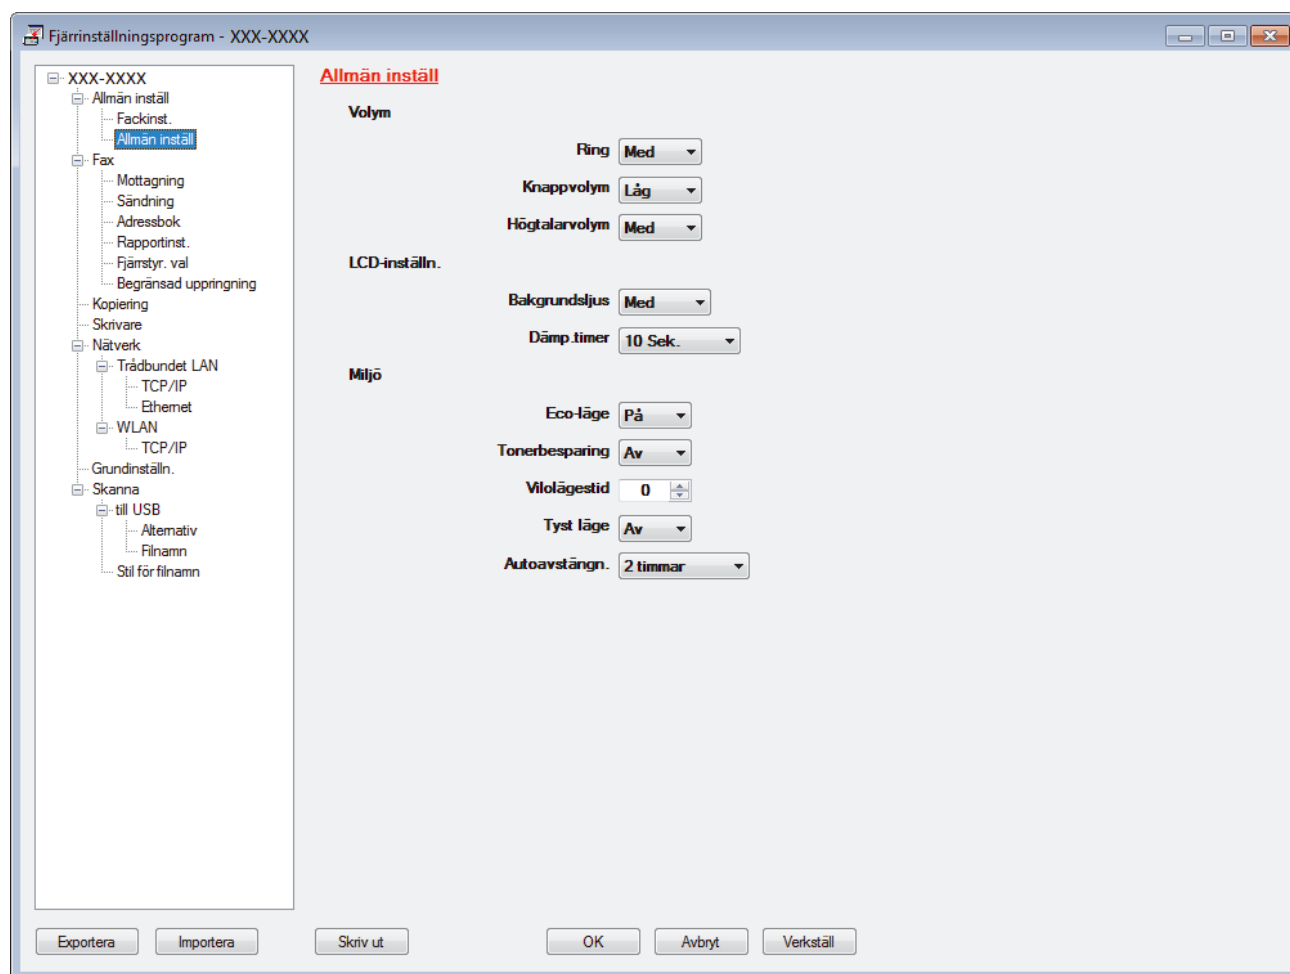 Fjärrinställningsprogram - XXX-XXXX
XXX-XXXX
Allmän inställ
Fackinst.
Allmän inställ
Fax
Mottagning
Sändning
Adressbok
Rapportinst.
Fjärrstyr. val
Begränsad uppringning
Kopiering
Skrivare
Nätverk
Trådbundet LAN
TCP/IP
Ethernet
WLAN
TCP/IP
Grundinställn.
Skanna
till USB
Alternativ
Filnamn
Stil för filnamn
Allmän inställ
Volym
Ring Med
Knappvolym Låg
Högtalarvolym Med
LCD-inställn.
Bakgrundsljus Med
Dämp.timer 10 Sek.
Miljö
Eco-läge På
Tonerbesparing Av
Vilolägestid 0
Tyst läge Av
Autoavstängn. 2 timmar
Exportera Importera Skriv ut OK Avbryt Verkställ